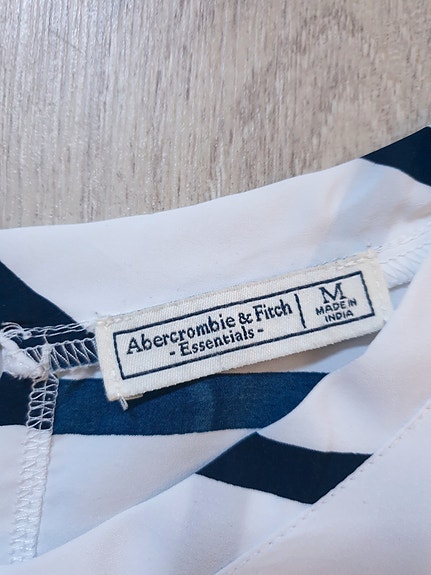 Abercrombie & Fitch
- Essentials -
M
MADE IN
INDIA